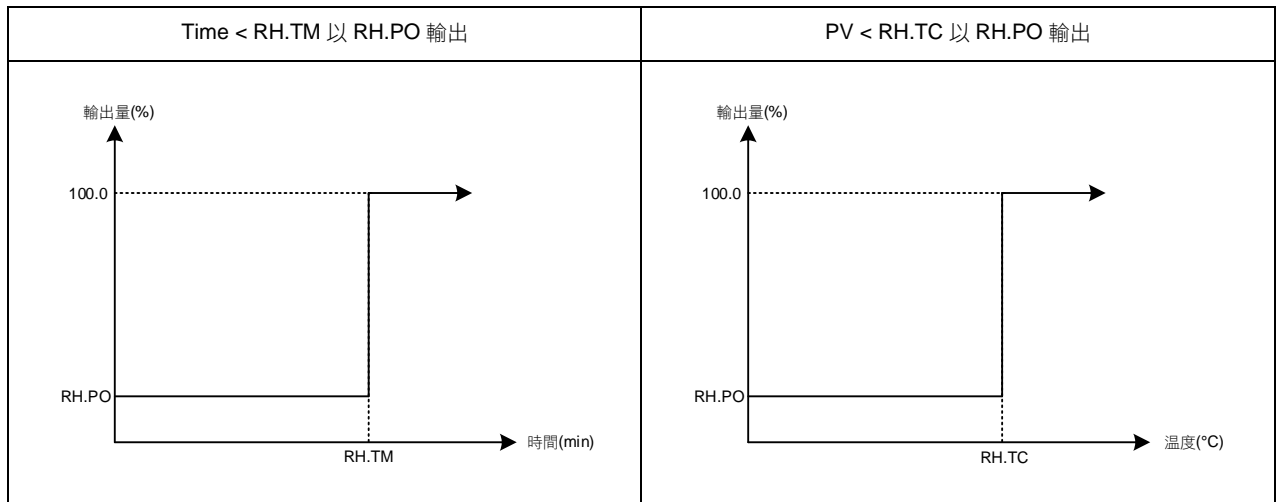 Time < RH.TM 以 RH.PO 輸出
PV < RH.TC 以 RH.PO 輸出
輸出量(%)
100.0
RH.PO
RH.TM
時間(min)
輸出量(%)
100.0
RH.PO
RH.TC
温度(°C)